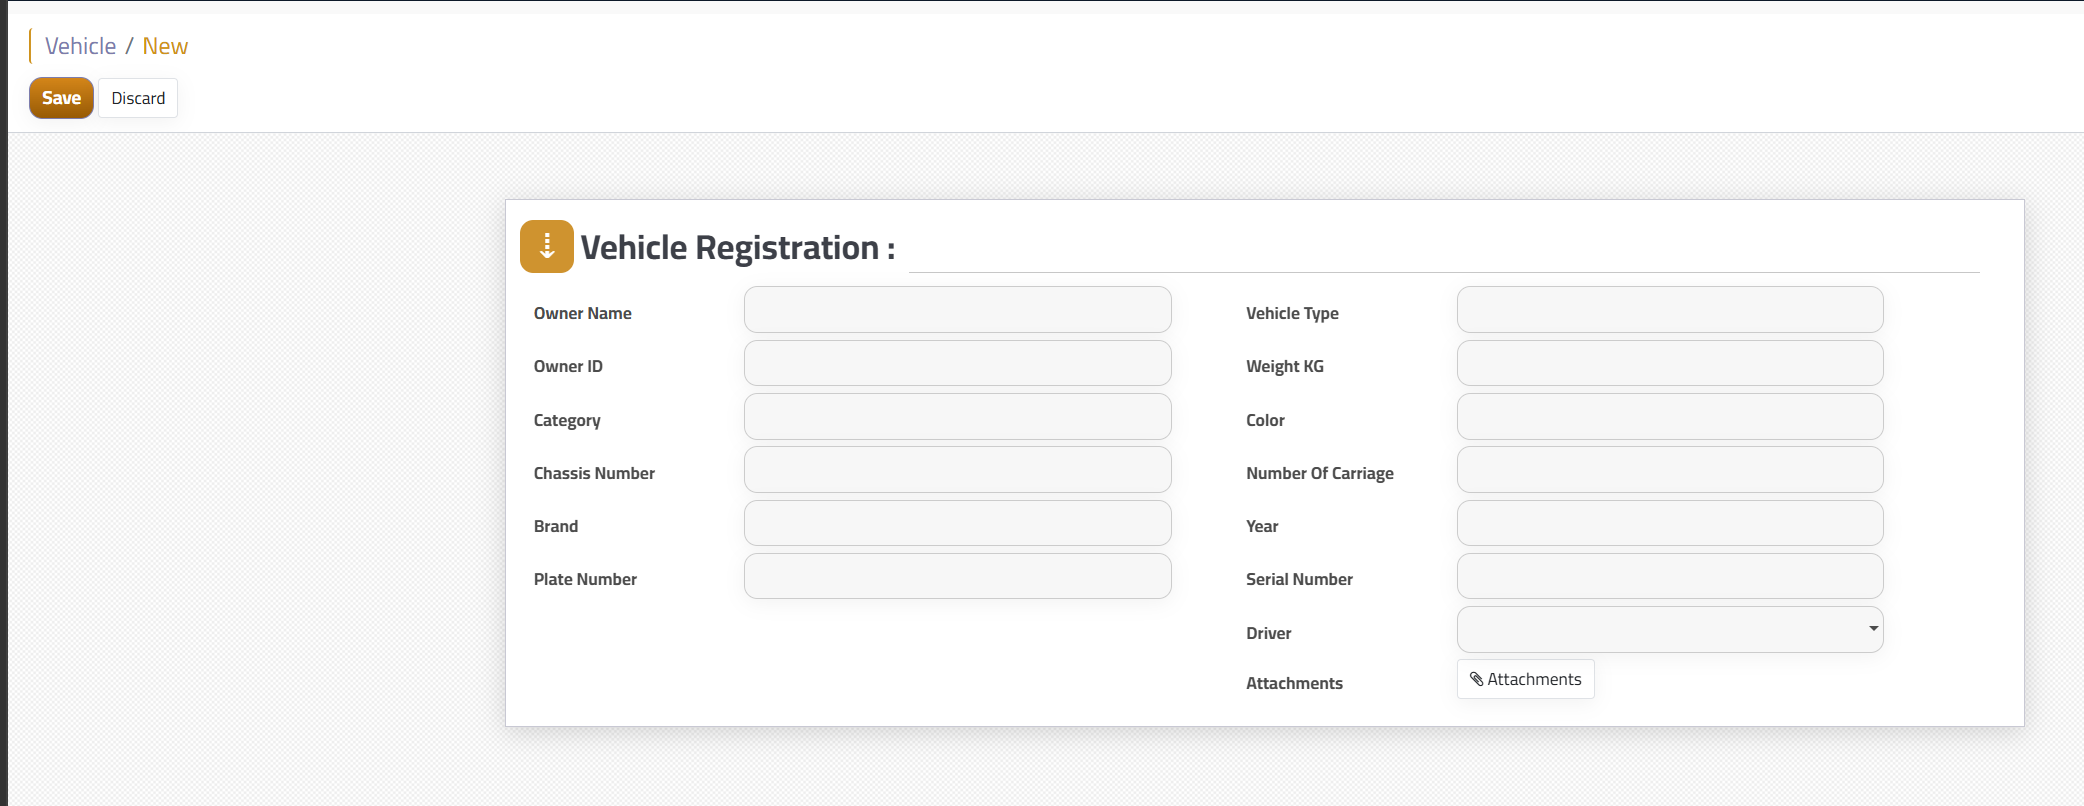 Vehicle / New
Save Discard
Vehicle Registration :
Owner Name
Owner ID
Category
Chassis Number
Brand
Plate Number
Vehicle Type
Weight KG
Color
Number Of Carriage
Year
Serial Number
Driver
Attachments Attachments